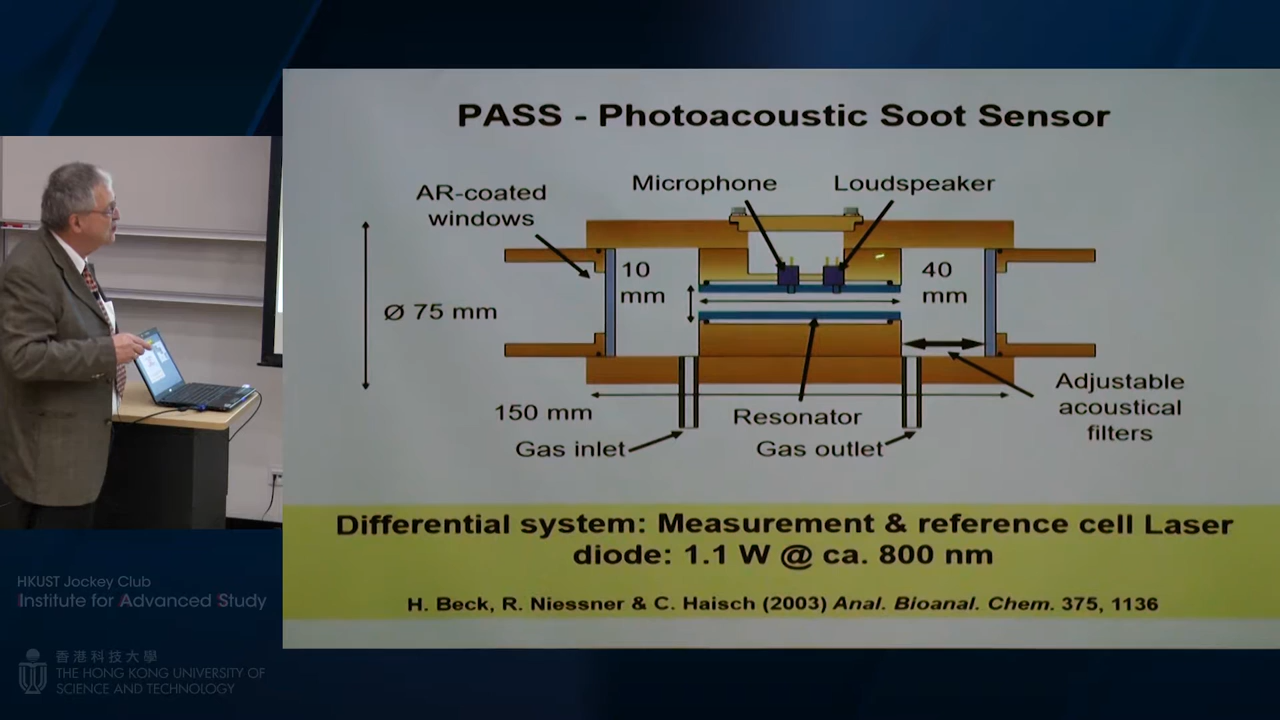 PASS - Photoacoustic Soot Sensor
Microphone
Loudspeaker
AR-coated
windows
10
mm
40
mm
Ø 75 mm
150 mm
Resonator
Adjustable
acoustical
filters
Gas inlet
Gas outlet
Differential system: Measurement & reference cell Laser
diode: 1.1 W @ ca. 800 nm
H. Beck, R. Niessner & C. Haisch (2003) Anal. Bioanal. Chem. 375, 1136
HKUST Jockey Club
Institute for Advanced Study
香港科技大學
THE HONG KONG UNIVERSITY OF
SCIENCE AND TECHNOLOGY